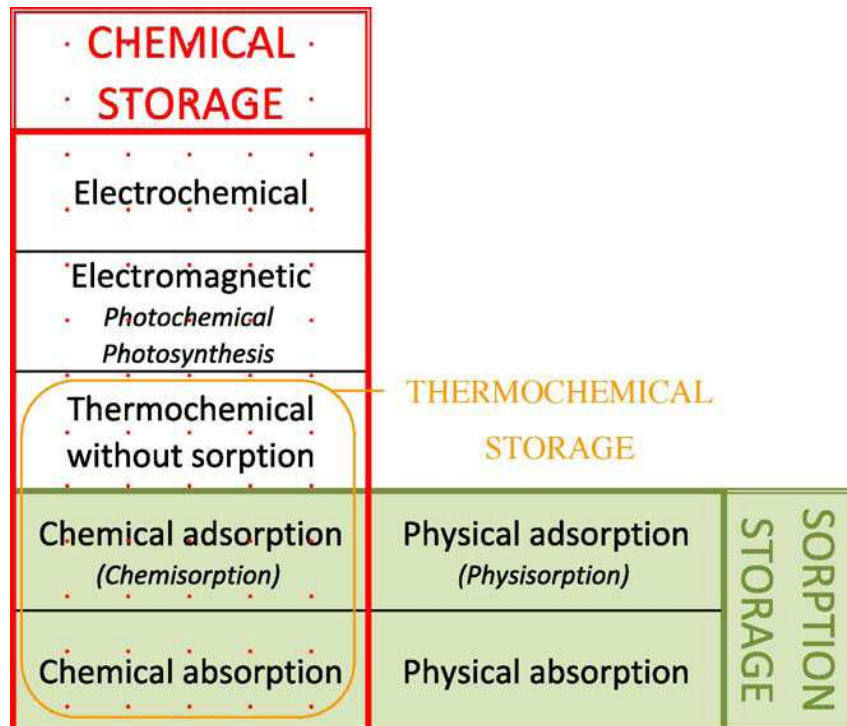 CHEMICAL
STORAGE
Electrochemical
Electromagnetic
Photochemical
Photosynthesis
Thermochemical
without sorption
THERMOCHEMICAL
STORAGE
Chemical adsorption
(Chemisorption)
Physical adsorption
(Physisorption)
Chemical absorption
Physical absorption
SORPTION
STORAGE